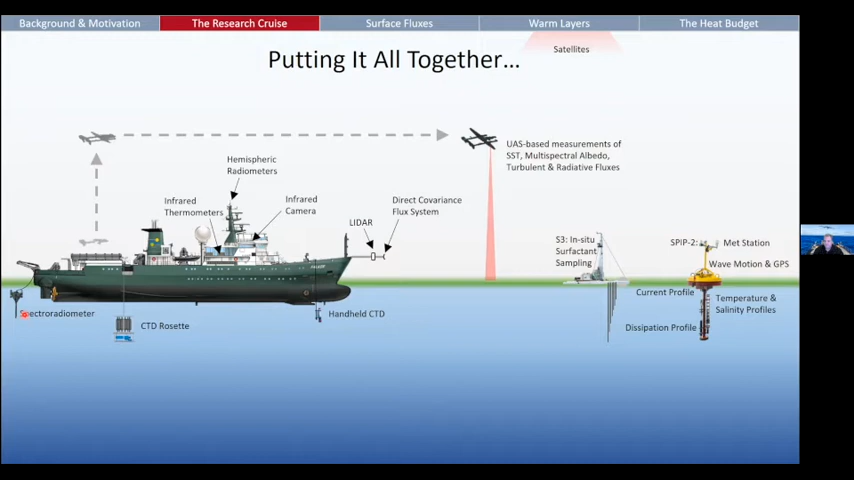 Background & Motivation
The Research Cruise
Surface Fluxes
Warm Layers
The Heat Budget
Putting It All Together...
Satellites
UAS-based measurements of
SST, Multispectral Albedo,
Turbulent & Radiative Fluxes
Hemispheric
Radiometers
Infrared
Thermometers
Infrared
Camera
LIDAR
Direct Covariance
Flux System
S3: In-situ
Surfactant
Sampling
SPIP-2:
Met Station
Wave Motion & GPS
Current Profile
Temperature &
Salinity Profiles
Dissipation Profile
Spectroradiometer
CTD Rosette
Handheld CTD